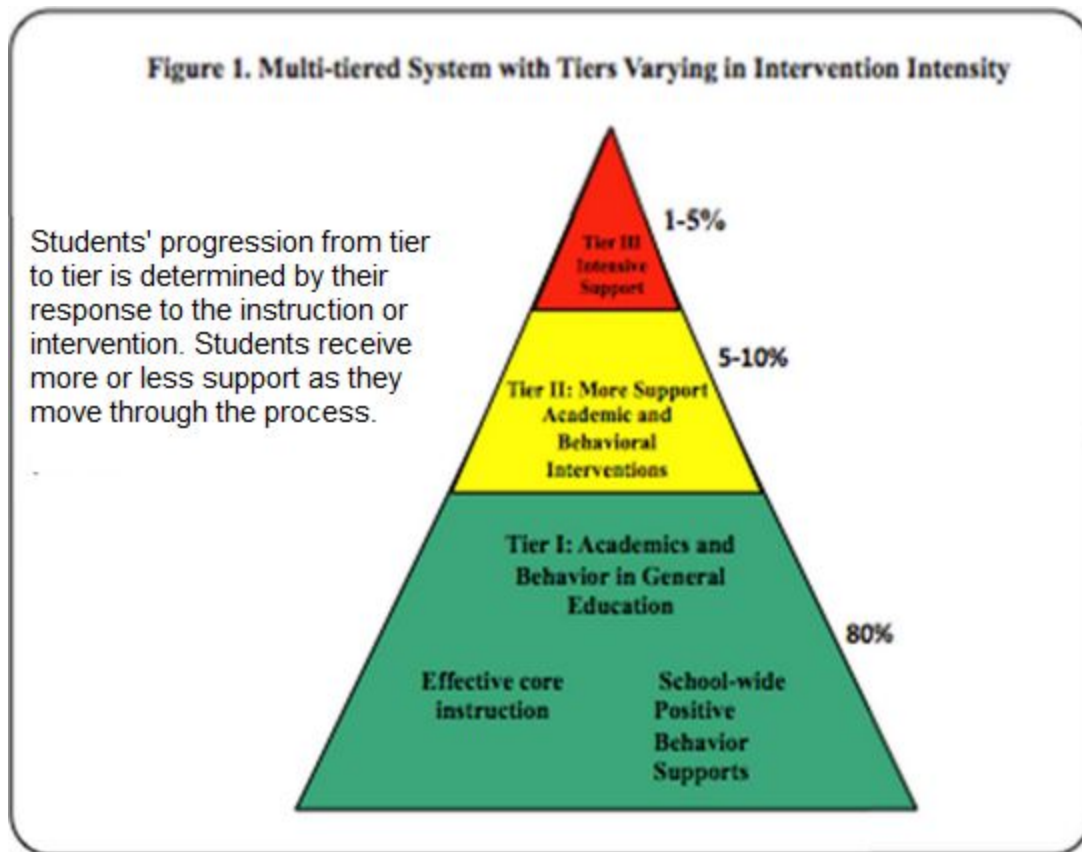 Figure 1. Multi-tiered System with Tiers Varying in Intervention Intensity
Students' progression from tier
to tier is determined by their
response to the instruction or
intervention. Students receive
more or less support as they
move through the process.
1-5%
Tier III
Intensive
Support
5-10%
Tier II: More Support
Academic and
Behavioral
Interventions
Tier I: Academics and
Behavior in General
Education
80%
Effective core
instruction
School-wide
Positive
Behavior
Supports